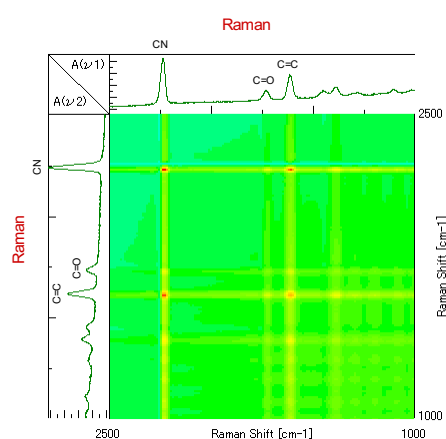 Raman
CN
C=C
C=O
A(ν1)
A(ν2)
2500
CN
Raman
C=O
C=C
Raman Shift [cm-1]
1000
2500
Raman Shift [cm-1]
1000